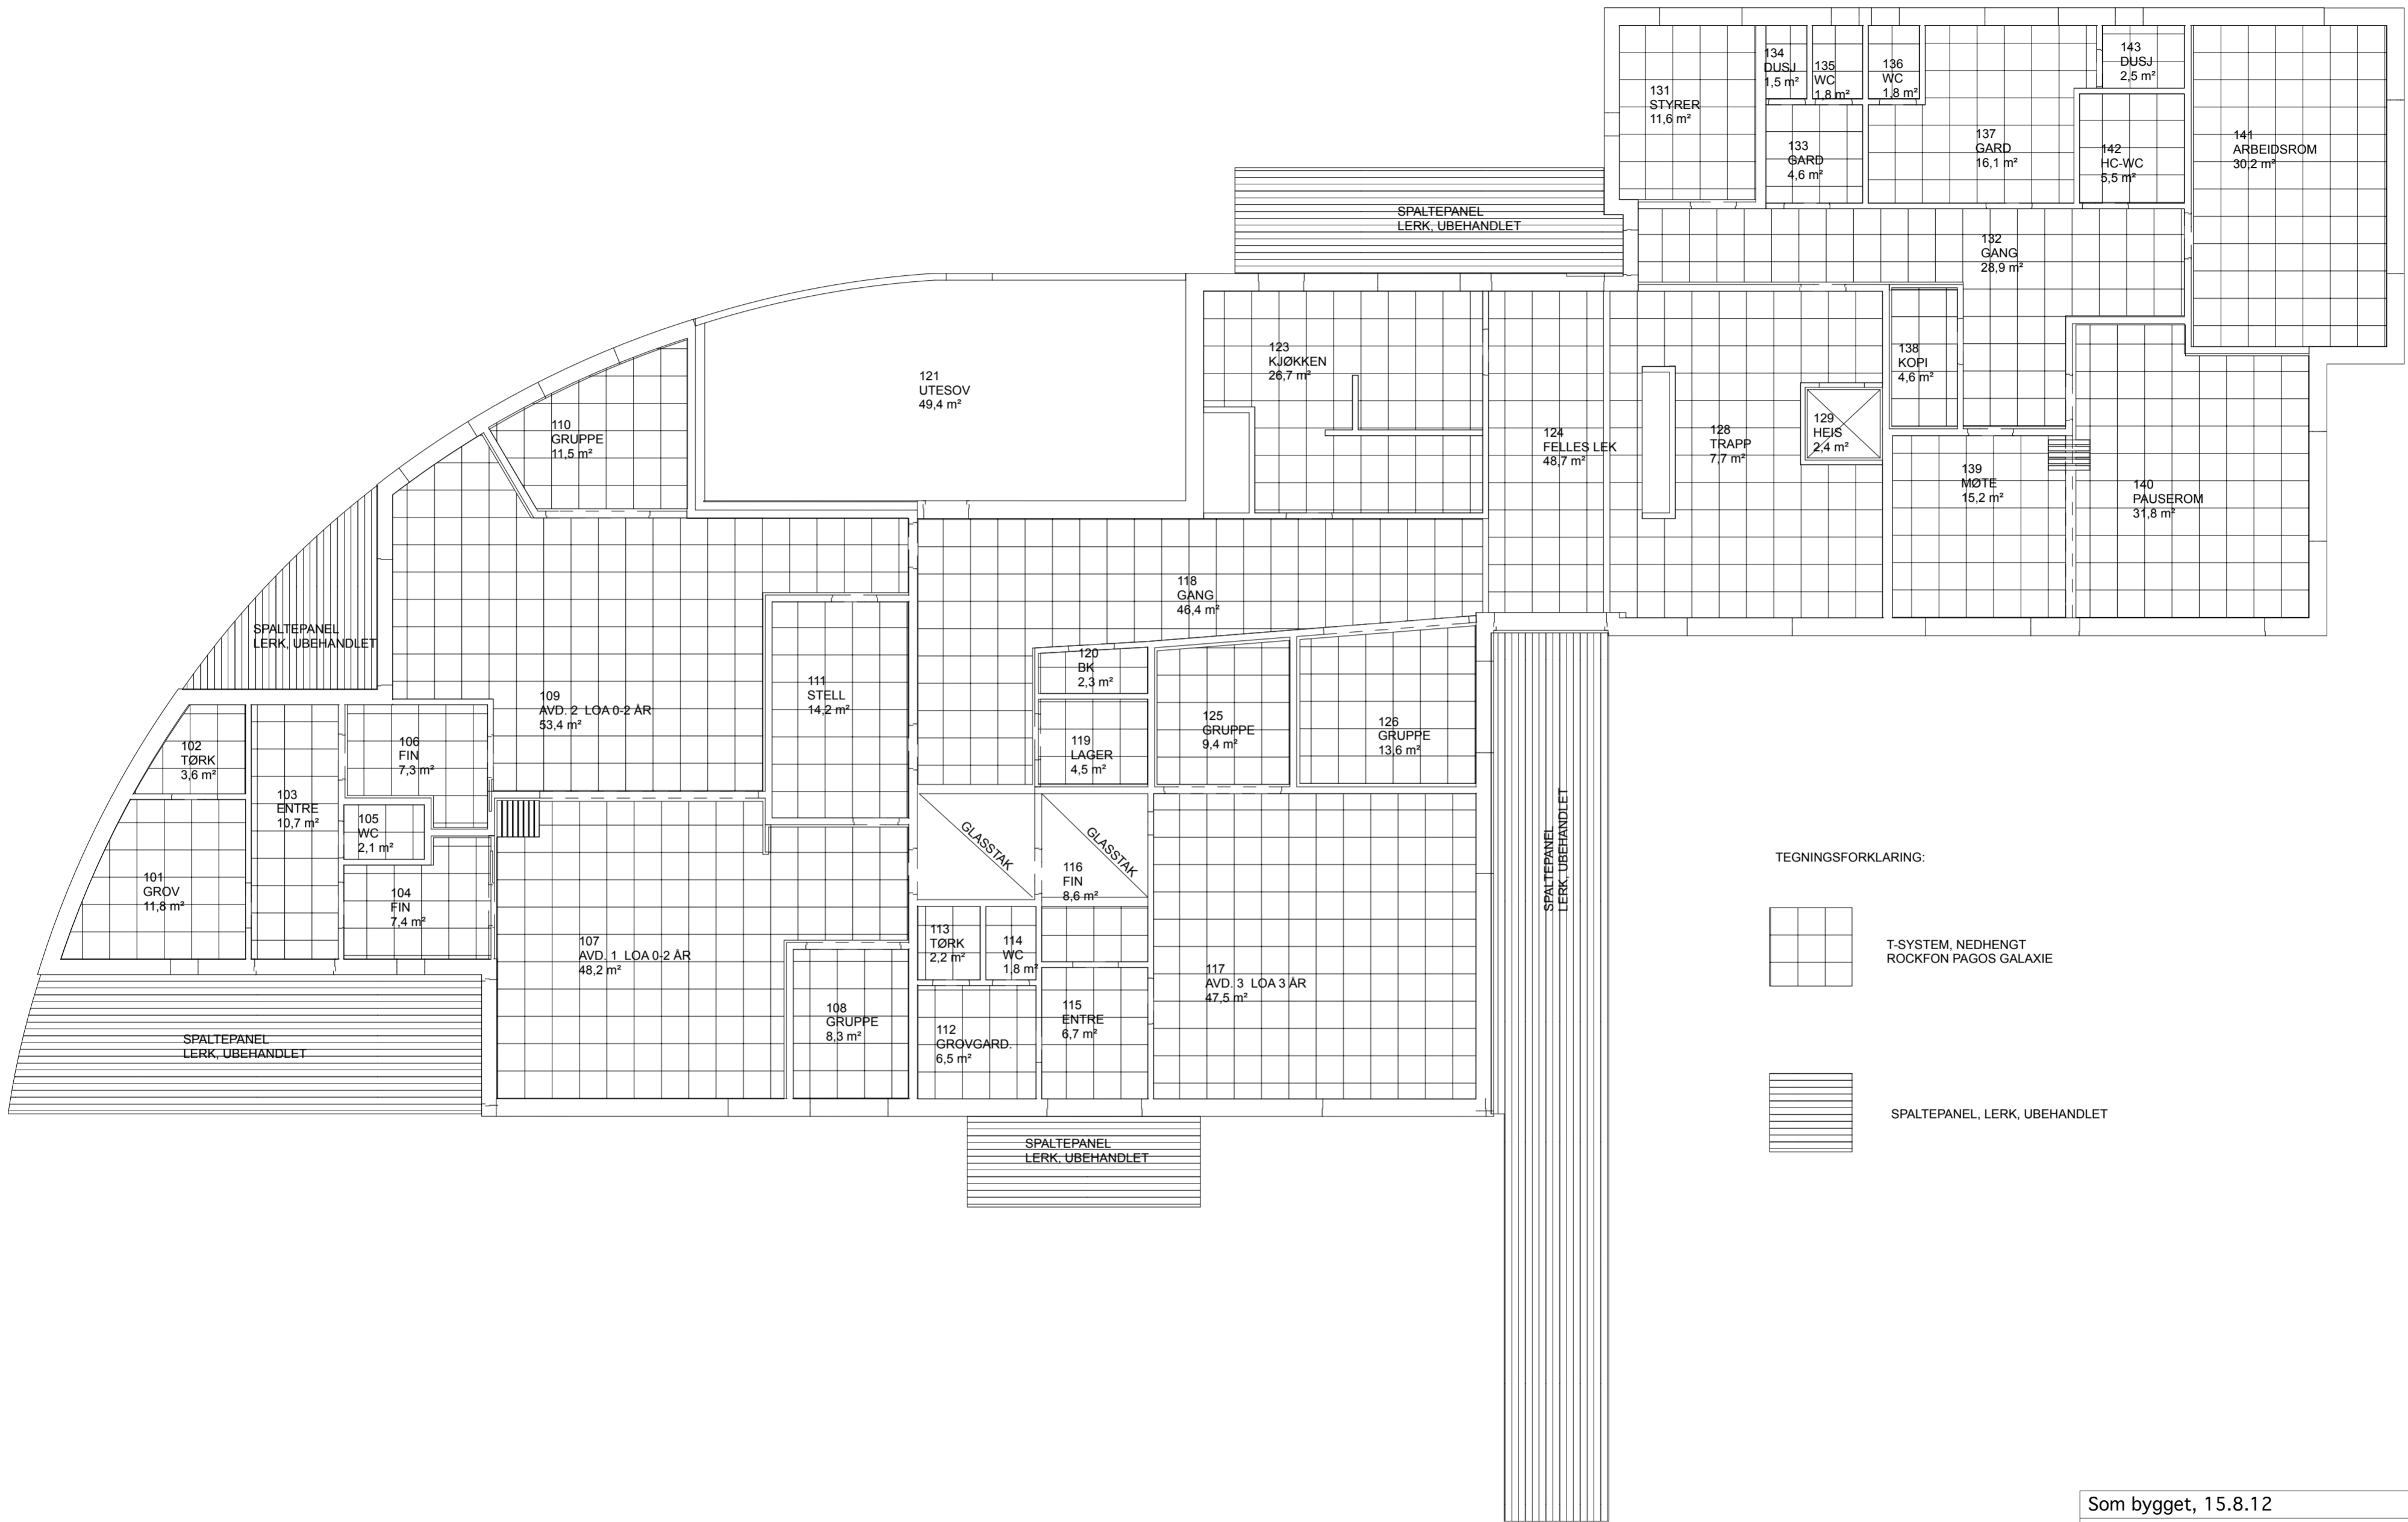 131
STYRER
11,6 m²
134
DUSJ
1,5 m²
135
WC
1,8 m²
136
WC
1,8 m²
143
DUSJ
2,5 m²
133
GARD
4,6 m²
137
GARD
16,1 m²
142
HC-WC
5,5 m²
141
ARBEIDSROM
30,2 m²
SPALTEPANEL
LERK, UBEHANDLET
132
GANG
28,9 m²
121
UTESOV
49,4 m²
123
KJØKKEN
26,7 m²
138
KOPI
4,6 m²
110
GRUPPE
11,5 m²
124
FELLES LEK
48,7 m²
128
TRAPP
7,7 m²
129
HEIS
2,4 m²
139
MØTE
15,2 m²
140
PAUSEROM
31,8 m²
118
GANG
46,4 m²
SPALTEPANEL
LERK, UBEHANDLET
109
AVD. 2 LOA 0-2 ÅR
53,4 m²
111
STELL
14,2 m²
120
BK
2,3 m²
119
LAGER
4,5 m²
125
GRUPPE
9,4 m²
126
GRUPPE
13,6 m²
102
TØRK
3,6 m²
106
FIN
7,3 m²
103
ENTRE
10,7 m²
105
WC
2,1 m²
101
GROV
11,8 m²
104
FIN
7,4 m²
GLASSTAK
GLASSTAK
116
FIN
8,6 m²
SPALTEPANEL
LERK, UBEHANDLET
107
AVD. 1 LOA 0-2 ÅR
48,2 m²
113
TØRK
2,2 m²
114
WC
1,8 m²
117
AVD. 3 LOA 3 ÅR
47,5 m²
108
GRUPPE
8,3 m²
112
GROVGARD.
6,5 m²
115
ENTRE
6,7 m²
SPALTEPANEL
LERK, UBEHANDLET
SPALTEPANEL
LERK, UBEHANDLET
TEGNINGSFORKLARING:
T-SYSTEM, NEDHENGT
ROCKFON PAGOS GALAXIE
SPALTEPANEL, LERK, UBEHANDLET
Som bygget, 15.8.12